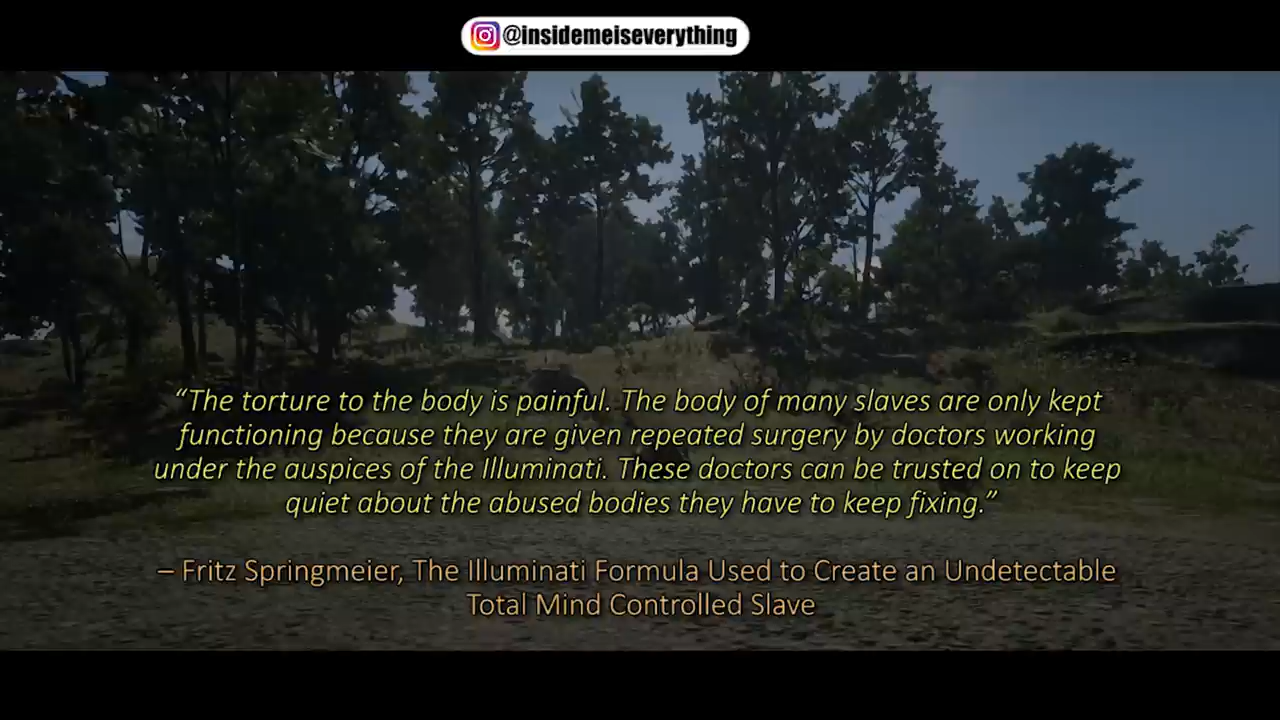 @insidemeiseverything
“The torture to the body is painful. The body of many slaves are only kept
functioning because they are given repeated surgery by doctors working
under the auspices of the Illuminati. These doctors can be trusted on to keep
quiet about the abused bodies they have to keep fixing.”
– Fritz Springmeier, The Illuminati Formula Used to Create an Undetectable
Total Mind Controlled Slave